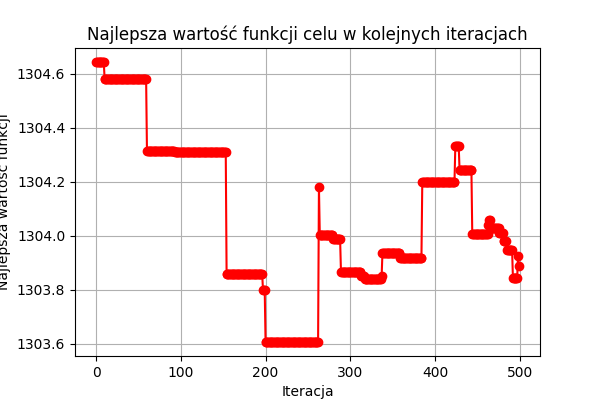 Najlepsza wartość funkcji celu w kolejnych iteracjach
Najlepsza wartość funkcji
1304.6
1304.4
1304.2
1304.0
1303.8
1303.6
0 100 200 300 400 500
Iteracja